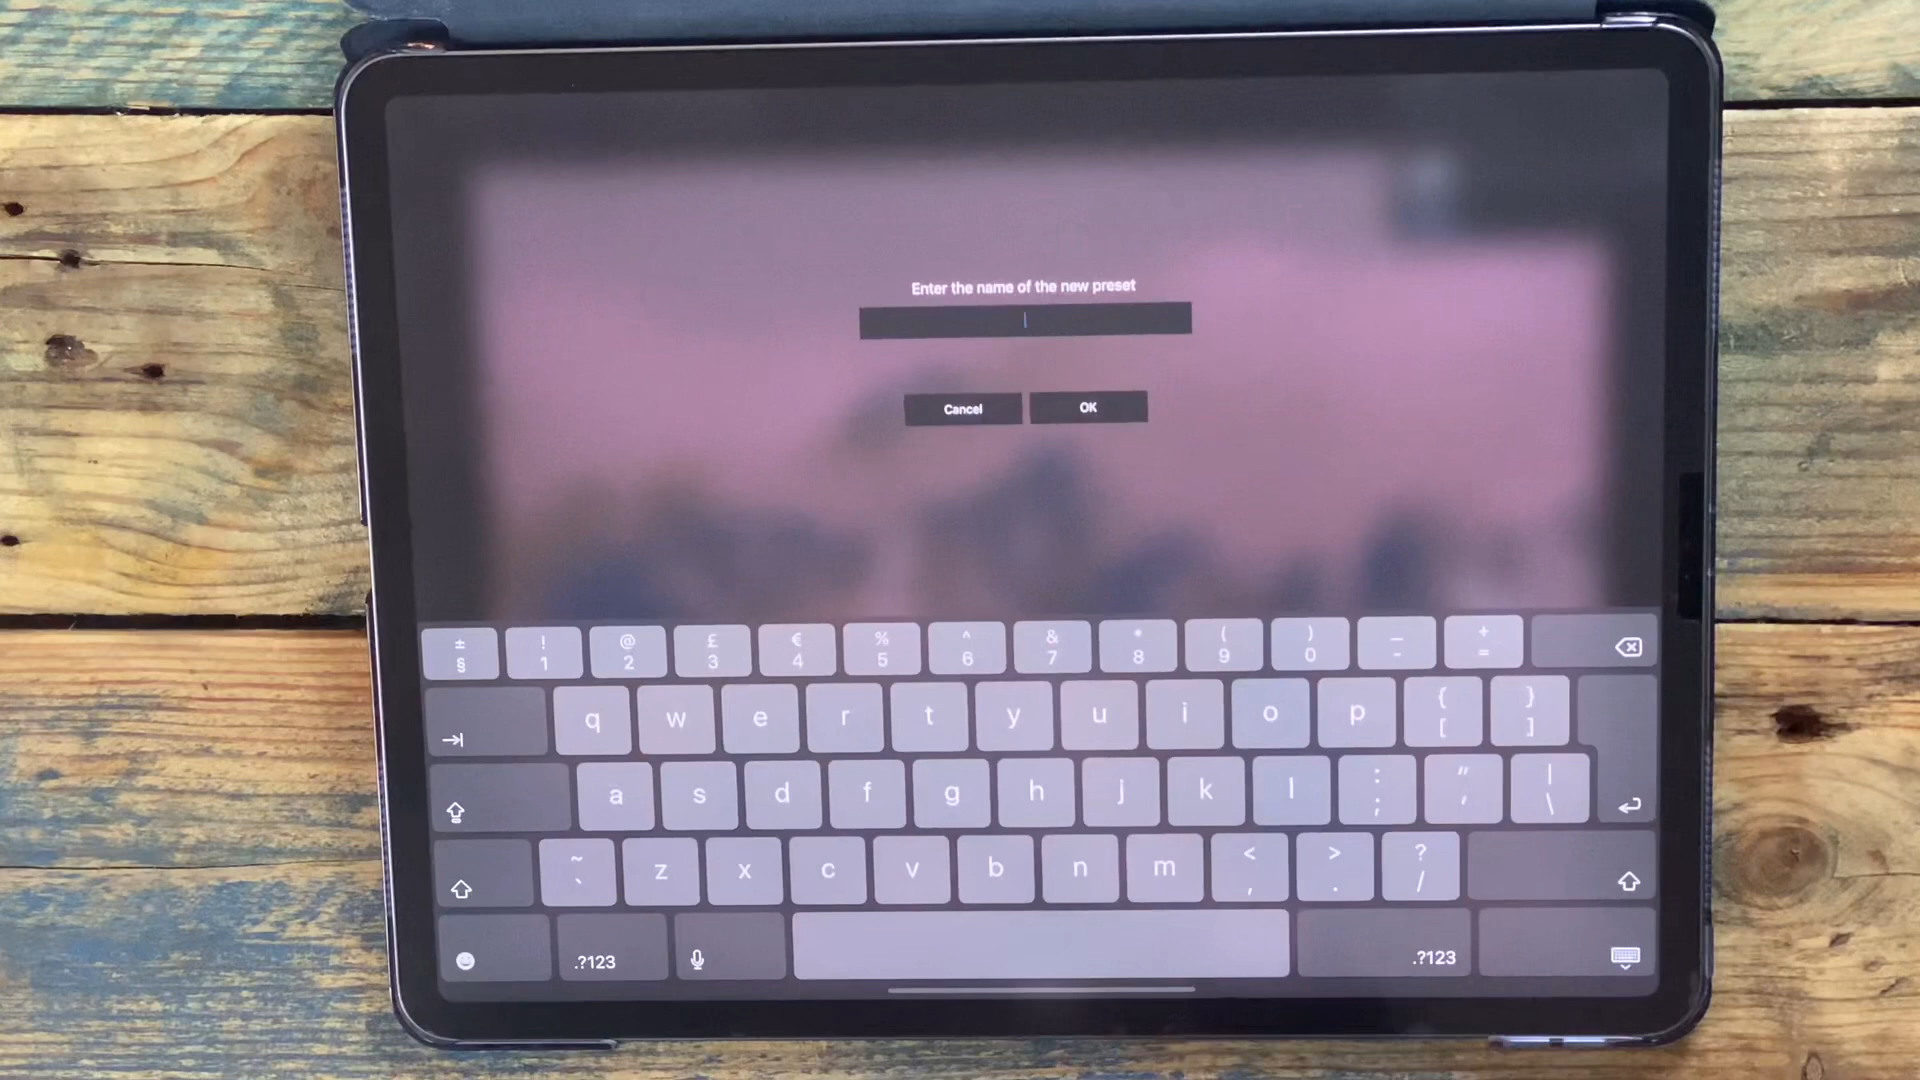 Enter the name of the new preset
Cancel OK
± ! @ £ € % ^ & * ( ) _ +
§ 1 2 3 4 5 6 7 8 9 0 - =
q w e r t y u i o p { }
[ ]
a s d f g h j k l : " |
; ' \
~ z x c v b n m < > ?
` , . /
.?123 .?123